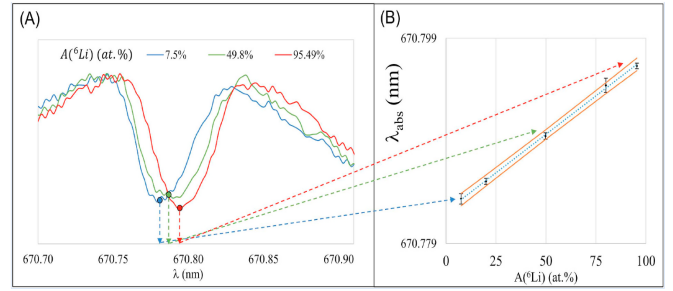 (A)
A(⁶Li) (at.%) 7.5% 49.8% 95.49%
670.70 670.75 670.80 670.85 670.90
λ (nm)
(B)
670.799
λabs (nm)
670.779
0 25 50 75 100
A(⁶Li) (at.%)